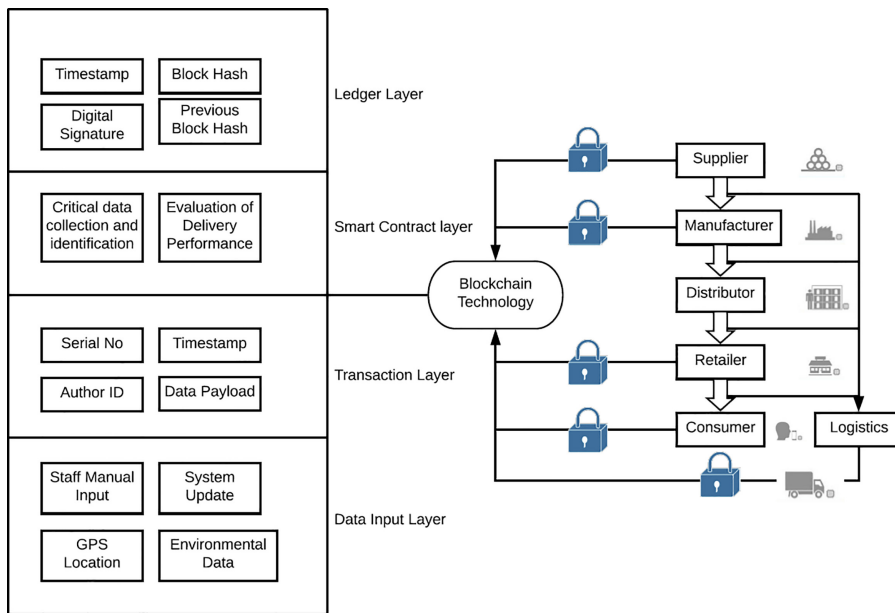 Timestamp
Block Hash
Digital
Signature
Previous
Block Hash
Ledger Layer
Critical data
collection and
identification
Evaluation of
Delivery
Performance
Smart Contract layer
Serial No
Timestamp
Author ID
Data Payload
Transaction Layer
Staff Manual
Input
System
Update
GPS
Location
Environmental
Data
Data Input Layer
Blockchain
Technology
Supplier
Manufacturer
Distributor
Retailer
Consumer
Logistics